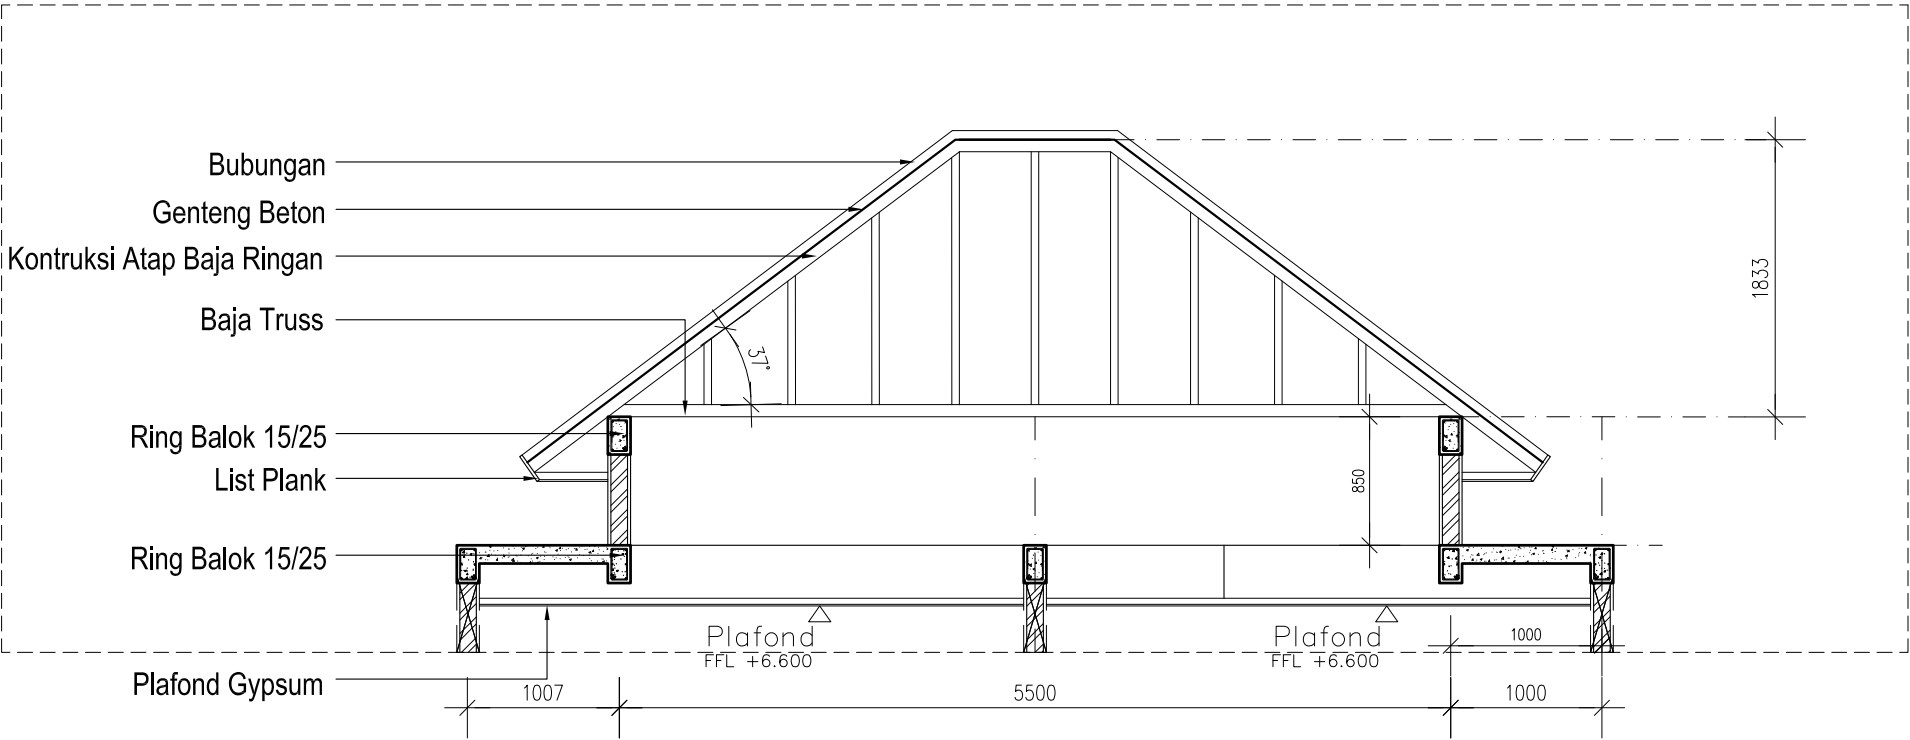 Bubungan
Genteng Beton
Kontruksi Atap Baja Ringan
Baja Truss
Ring Balok 15/25
List Plank
Ring Balok 15/25
Plafond Gypsum
37°
1833
850
Plafond
FFL +6.600
Plafond
FFL +6.600
1000
1007
5500
1000